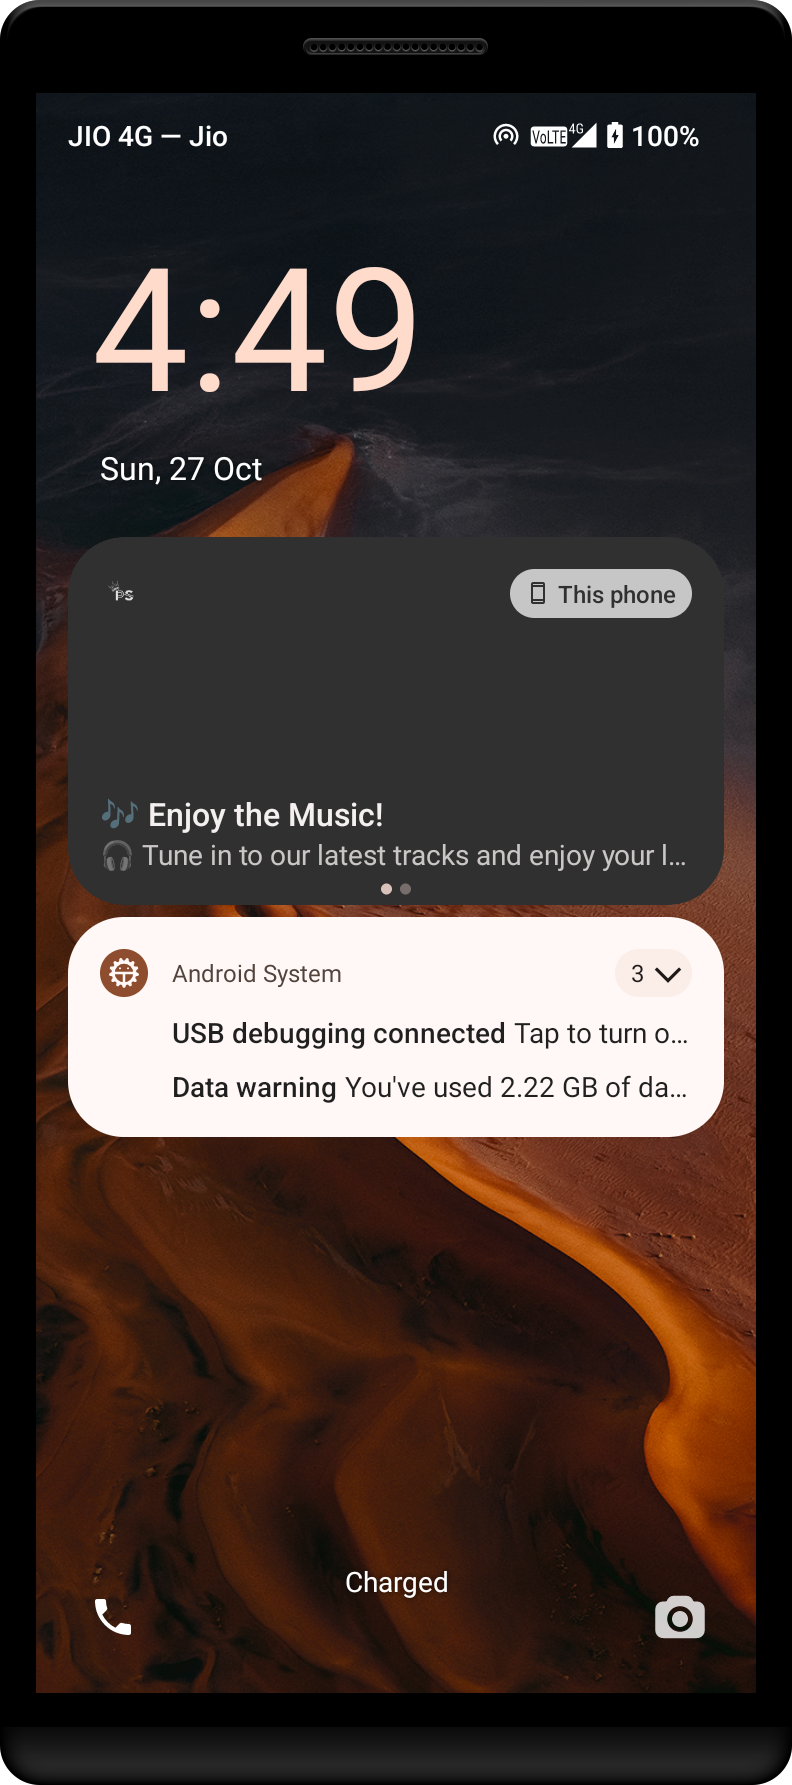 JIO 4G — Jio
VoLTE 4G 100%
4:49
Sun, 27 Oct
PS This phone
🎶 Enjoy the Music!
🎧 Tune in to our latest tracks and enjoy your l...
Android System 3
USB debugging connected Tap to turn o...
Data warning You've used 2.22 GB of da...
Charged